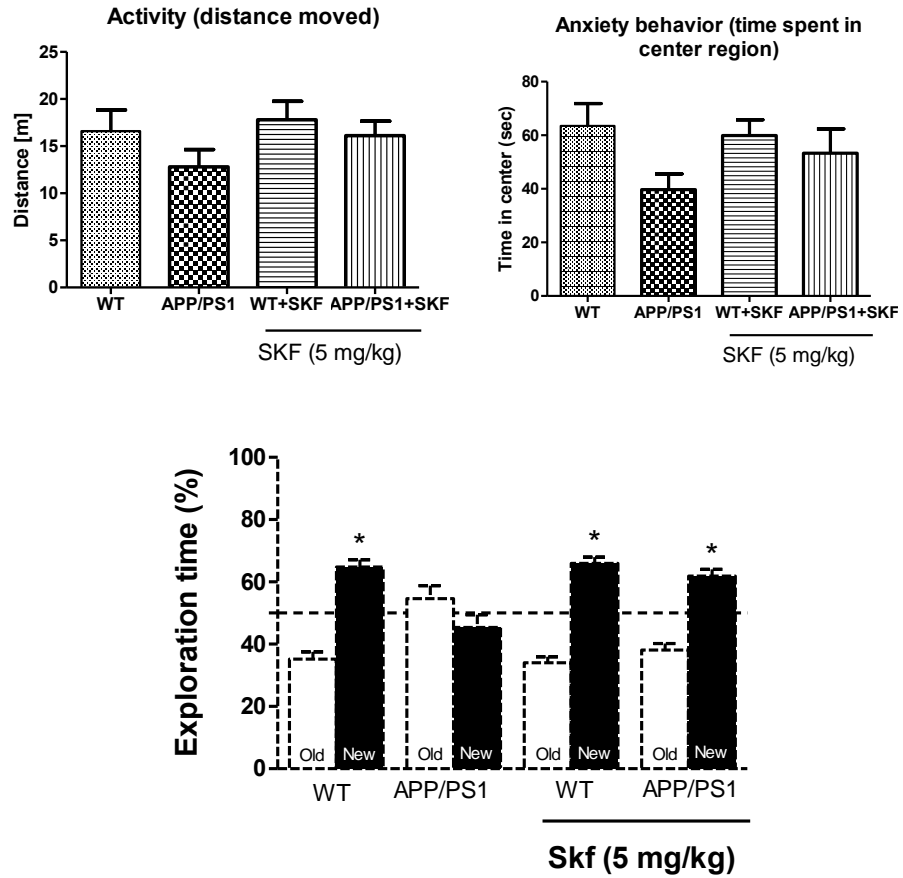 Activity (distance moved)
Distance [m]
25
20
15
10
5
0
WT
APP/PS1
WT+SKF
APP/PS1+SKF
SKF (5 mg/kg)
Anxiety behavior (time spent in
center region)
Time in center (sec)
80
60
40
20
0
WT
APP/PS1
WT+SKF
APP/PS1+SKF
SKF (5 mg/kg)
Exploration time (%)
100
80
60
40
20
0
*
*
*
Old
New
Old
New
Old
New
Old
New
WT
APP/PS1
WT
APP/PS1
Skf (5 mg/kg)